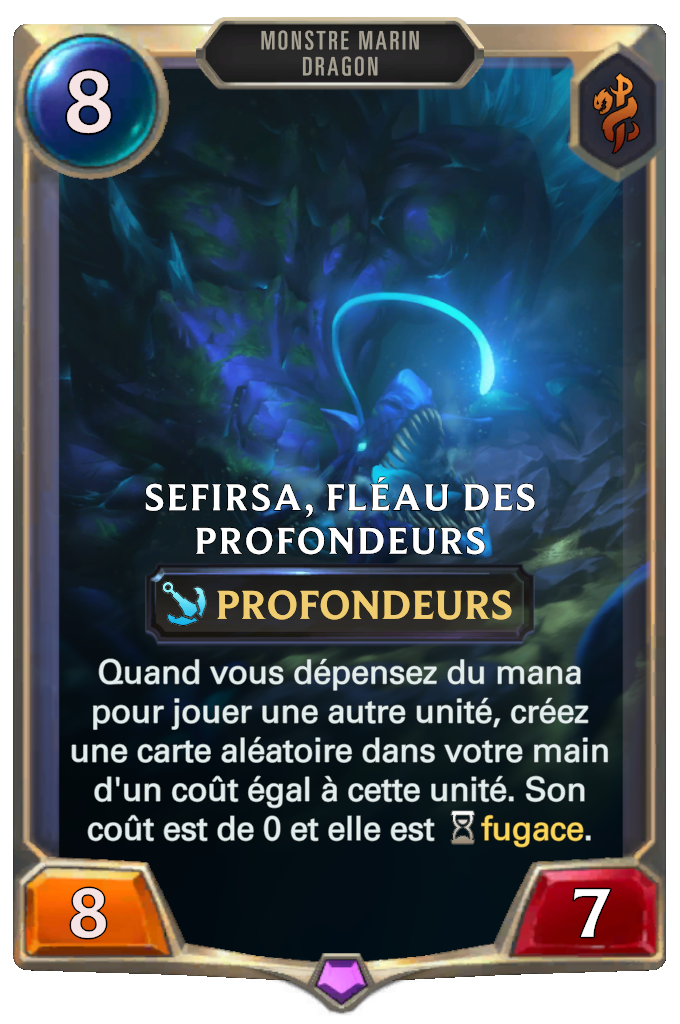 MONSTRE MARIN
DRAGON
8
SEFIRSA, FLÉAU DES
PROFONDEURS
PROFONDEURS
Quand vous dépensez du mana
pour jouer une autre unité, créez
une carte aléatoire dans votre main
d'un coût égal à cette unité. Son
coût est de 0 et elle est fugace.
8
7